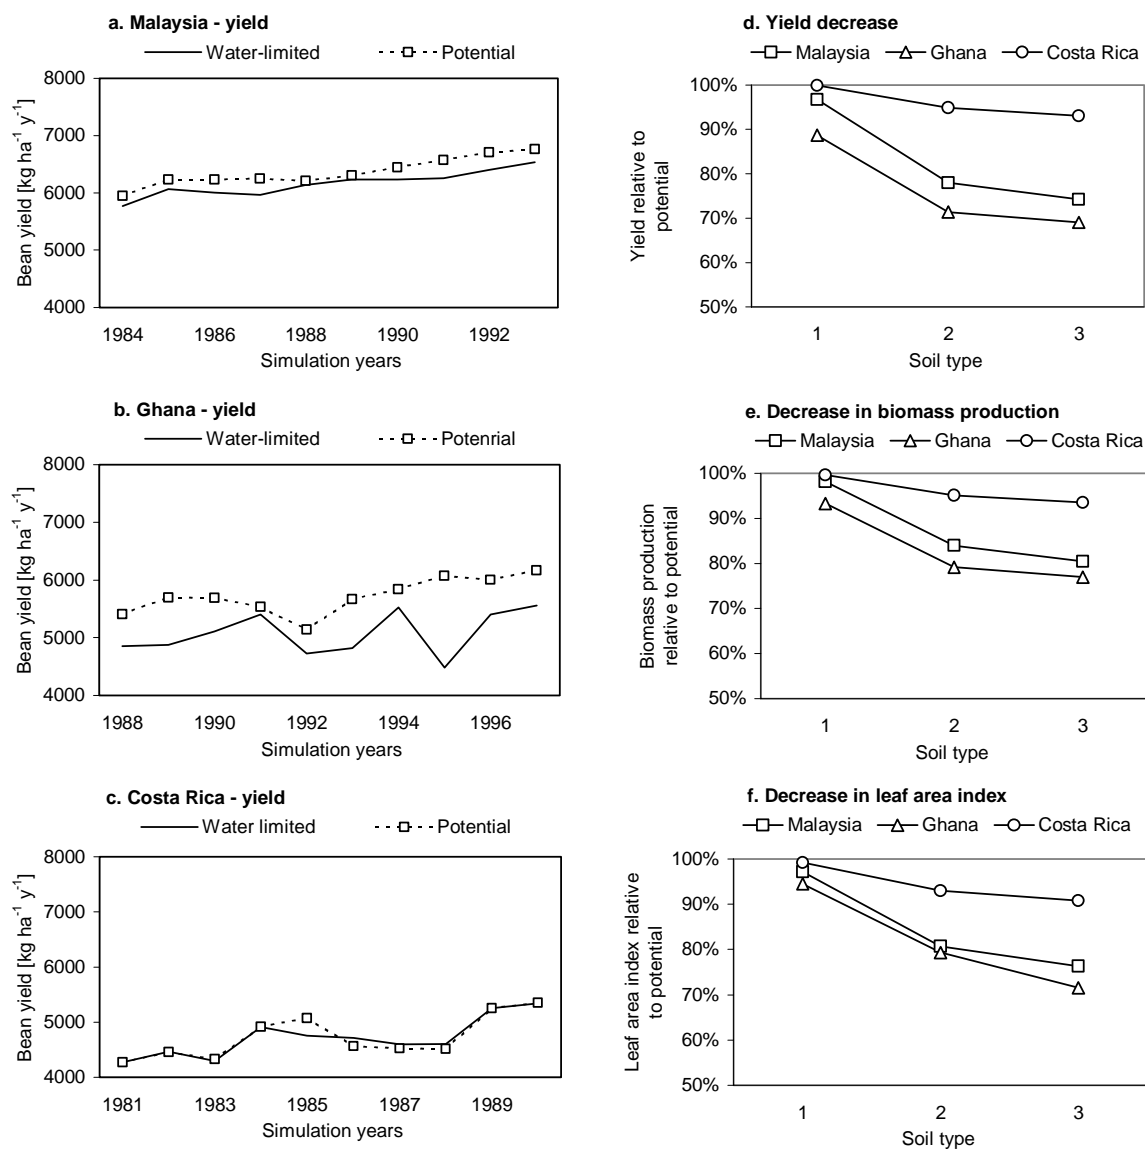 a. Malaysia - yield
Water-limited Potential
8000
7000
6000
5000
4000
Bean yield [kg ha-1 y-1]
1984 1986 1988 1990 1992
Simulation years
b. Ghana - yield
Water-limited Potenrial
8000
7000
6000
5000
4000
Bean yield [kg ha-1 y-1]
1988 1990 1992 1994 1996
Simulation years
c. Costa Rica - yield
Water limited Potential
8000
7000
6000
5000
4000
Bean yield [kg ha-1 y-1]
1981 1983 1985 1987 1989
Simulation years
d. Yield decrease
Malaysia Ghana Costa Rica
100%
90%
80%
70%
60%
50%
Yield relative to
potential
1 2 3
Soil type
e. Decrease in biomass production
Malaysia Ghana Costa Rica
100%
90%
80%
70%
60%
50%
Biomass production
relative to potential
1 2 3
Soil type
f. Decrease in leaf area index
Malaysia Ghana Costa Rica
100%
90%
80%
70%
60%
50%
Leaf area index relative
to potential
1 2 3
Soil type